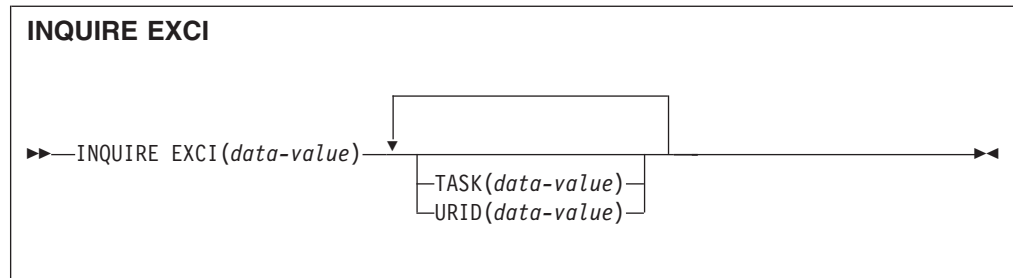 INQUIRE EXCI
INQUIRE EXCI(data-value)
TASK(data-value)
URID(data-value)